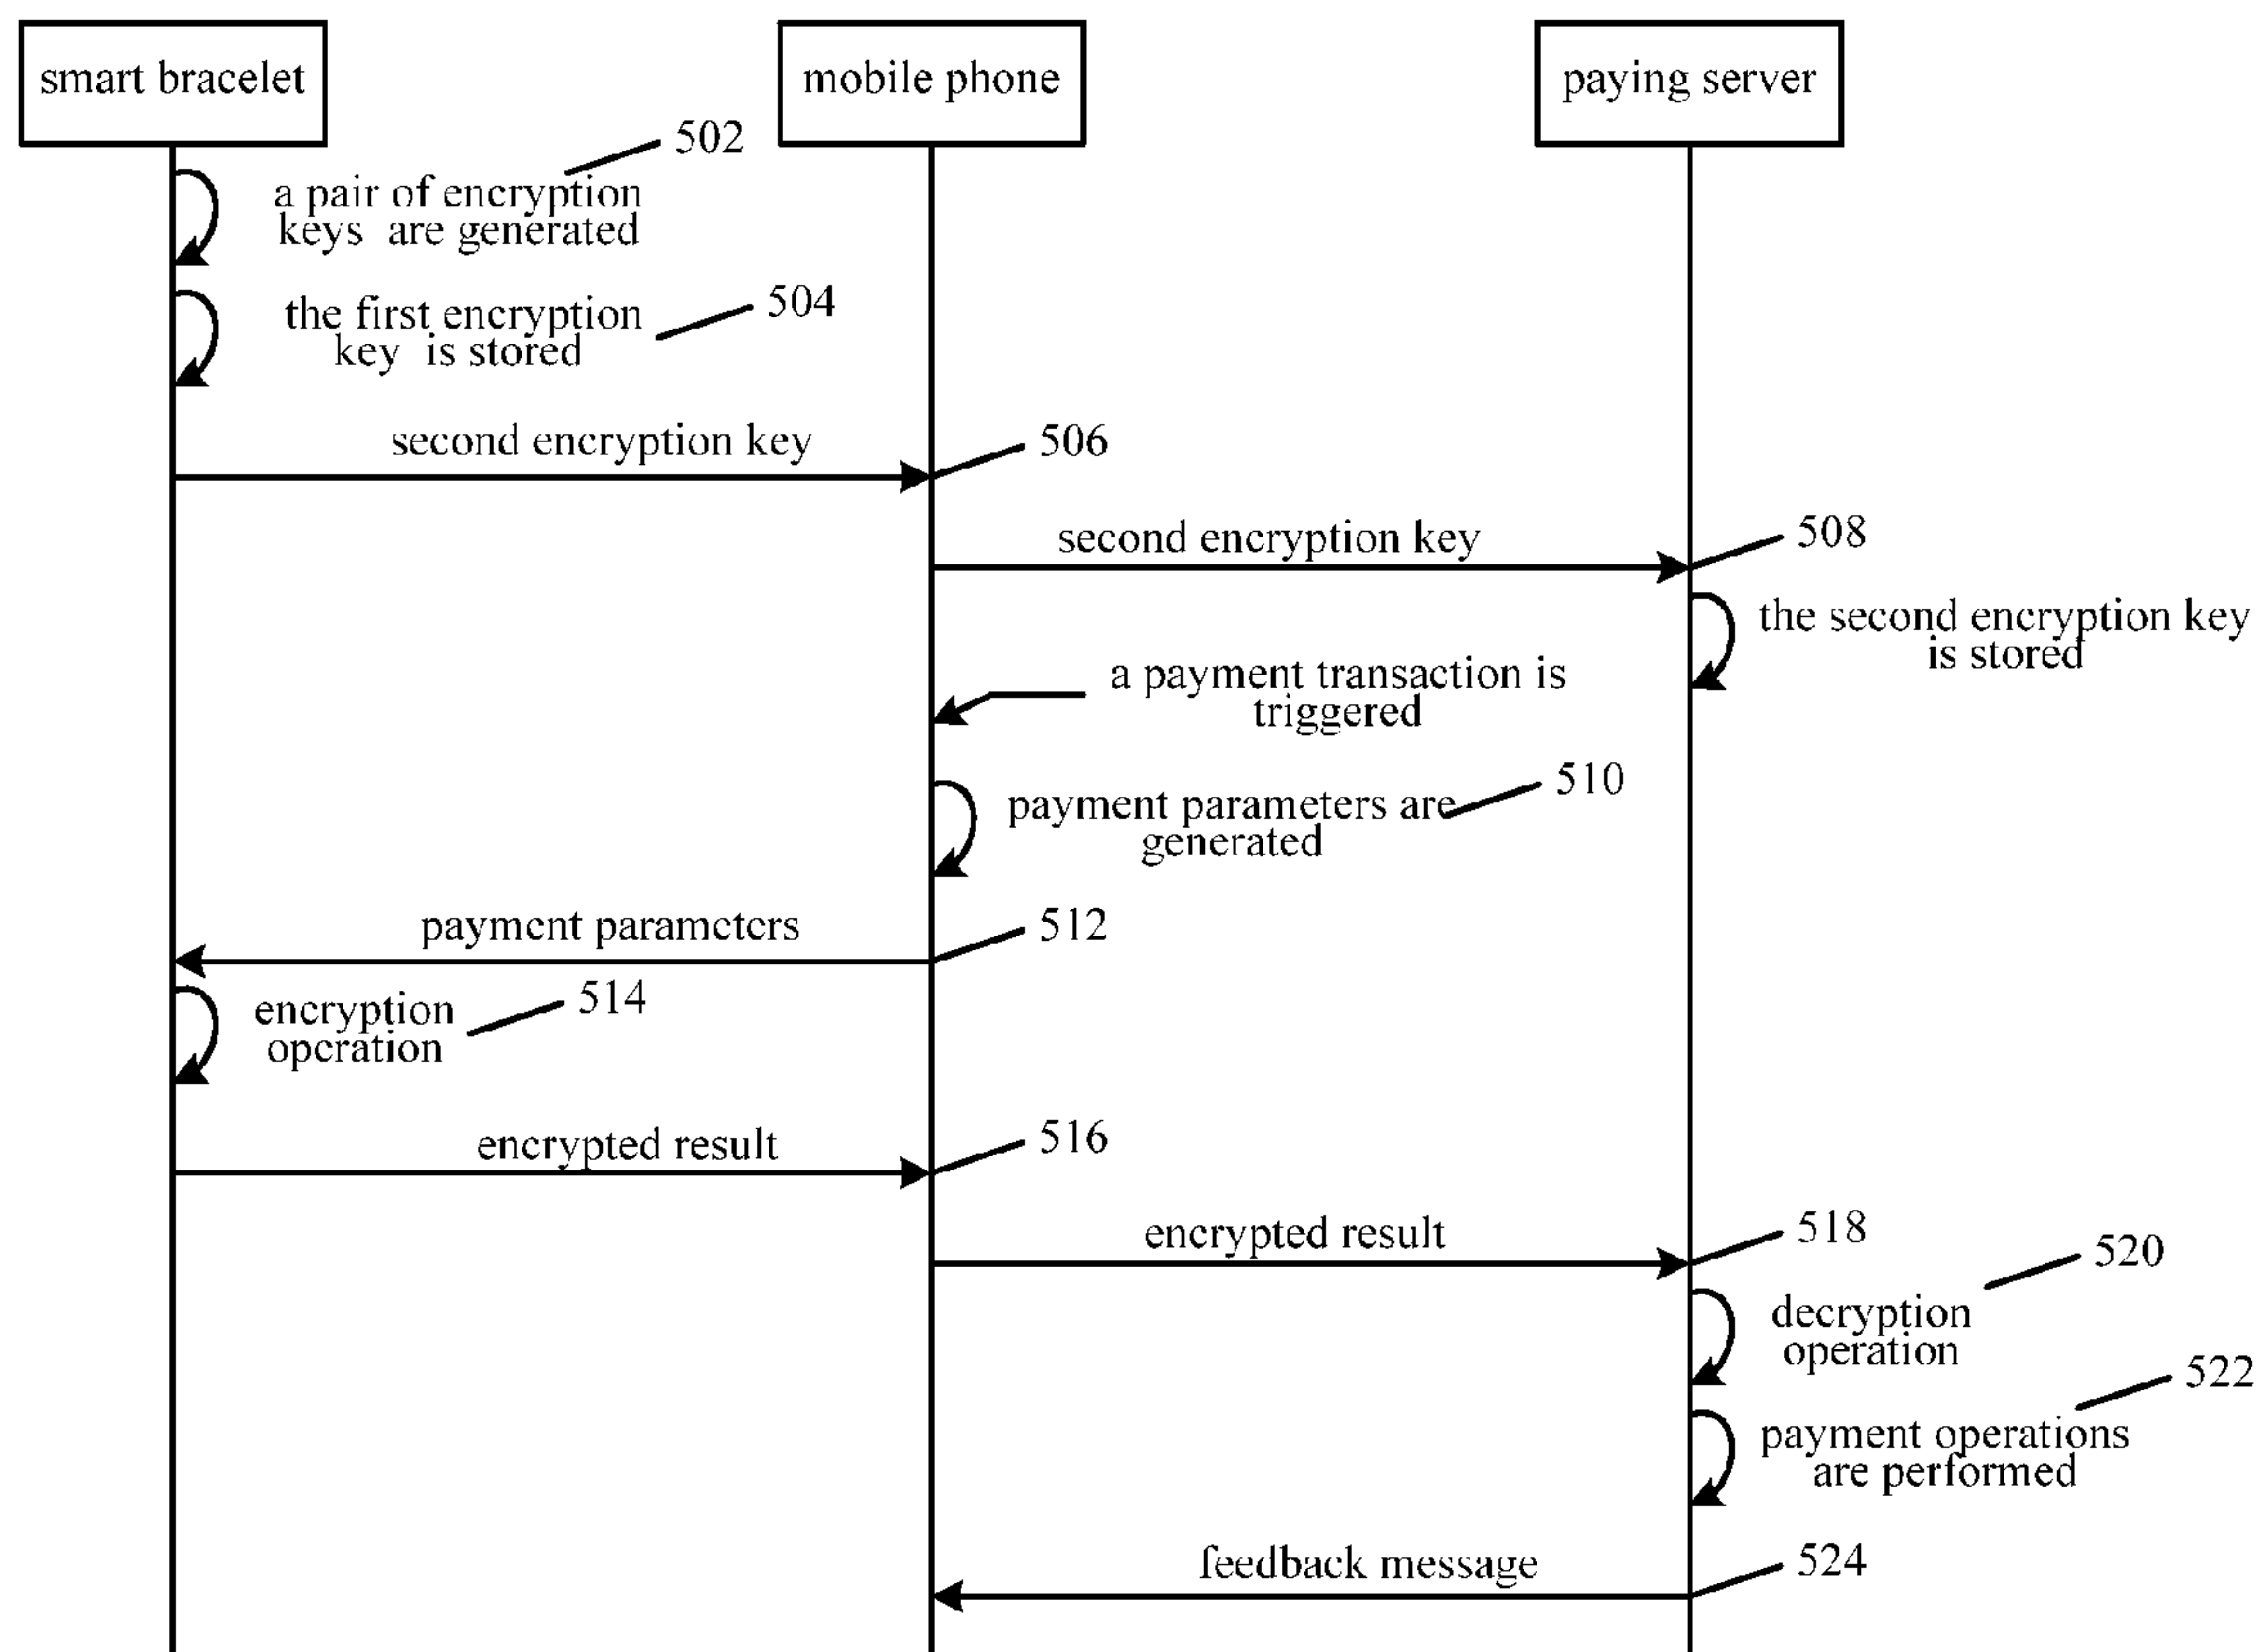 smart bracelet
mobile phone
paying server
502
a pair of encryption
keys are generated
504
the first encryption
key is stored
second encryption key
506
second encryption key
508
the second encryption key
is stored
a payment transaction is
triggered
510
payment parameters are
generated
payment parameters
512
encryption
operation
514
encrypted result
516
encrypted result
518
520
decryption
operation
522
payment operations
are performed
feedback message
524